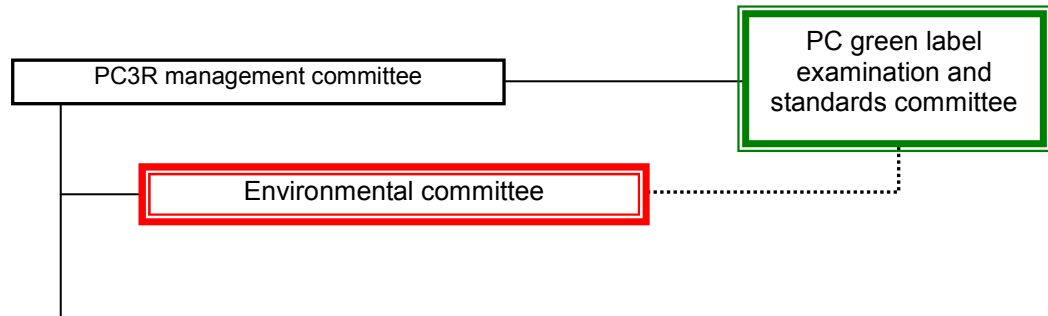 PC3R management committee
PC green label
examination and
standards committee
Environmental committee